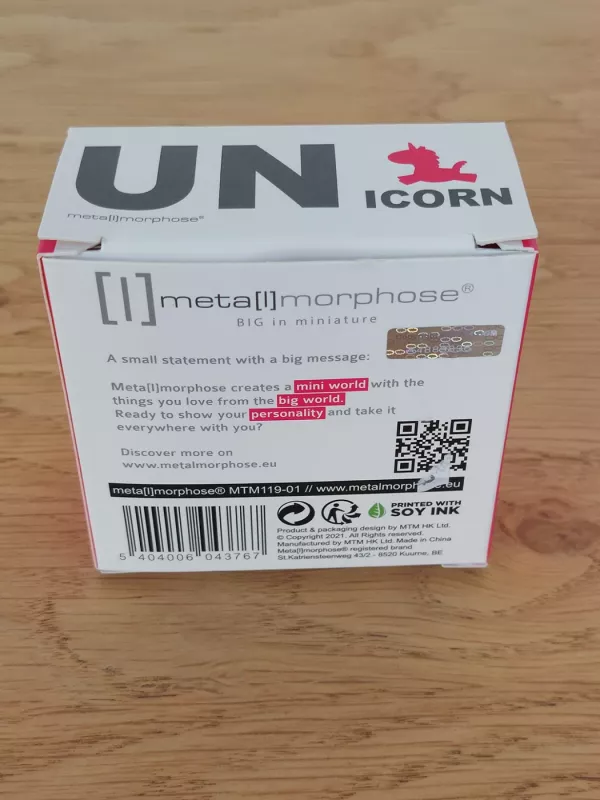 UN ICORN
meta[l]morphose®
[l] meta[l]morphose®
BIG in miniature
A small statement with a big message:
Meta[l]morphose creates a mini world with the
things you love from the big world.
Ready to show your personality and take it
everywhere with you?
Discover more on
www.metalmorphose.eu
meta[l]morphose® MTM119-01 // www.metalmorphose.eu
PRINTED WITH
SOY INK
5 404006 043767
Product & packaging design by MTM HK Ltd.
© Copyright 2021. All Rights reserved.
Manufactured by MTM HK Ltd. Made in China
Meta[l]morphose® registered brand
St.Katriensteenweg 43/2 - 8520 Kuurne, BE